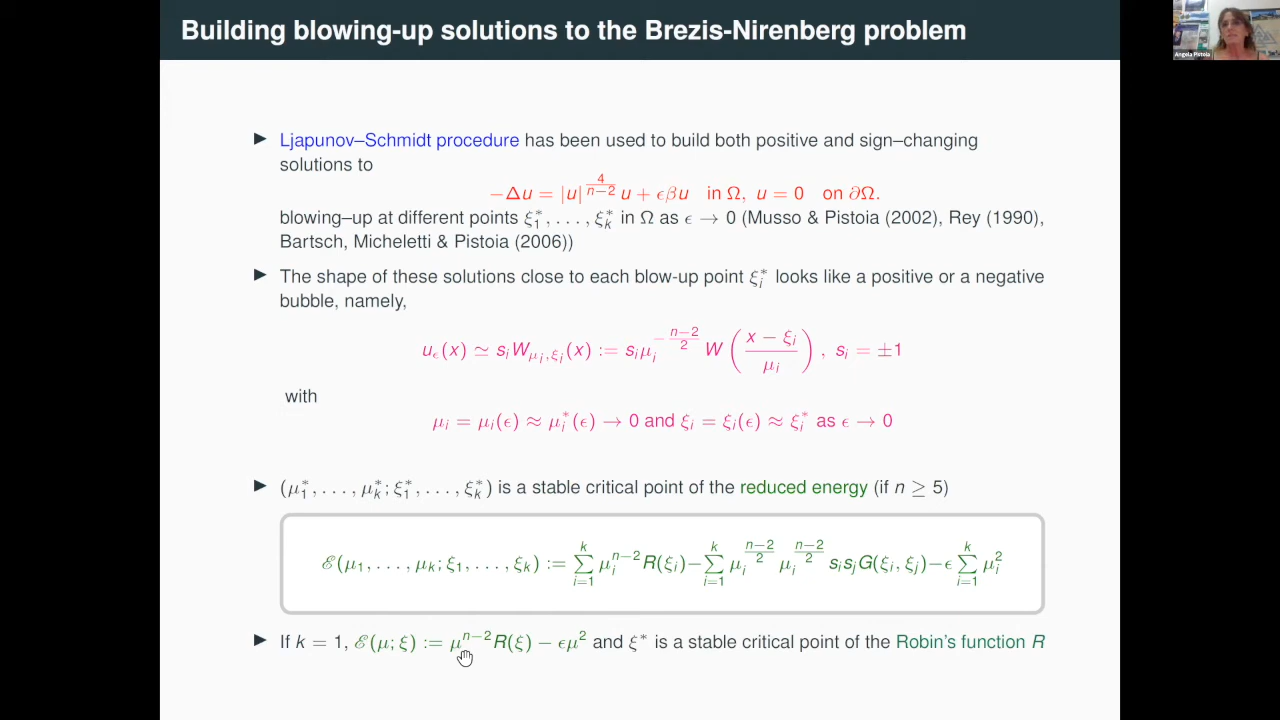 Building blowing-up solutions to the Brezis-Nirenberg problem
Angela Pistoia
► Ljapunov–Schmidt procedure has been used to build both positive and sign–changing
solutions to
−Δu = |u|^{4/(n−2)} u + ϵβu in Ω, u = 0 on ∂Ω.
blowing–up at different points ξ₁*, . . . , ξₖ* in Ω as ϵ → 0 (Musso & Pistoia (2002), Rey (1990),
Bartsch, Micheletti & Pistoia (2006))
► The shape of these solutions close to each blow-up point ξᵢ* looks like a positive or a negative
bubble, namely,
u_ϵ(x) ≃ sᵢW_{μᵢ,ξᵢ}(x) := sᵢμᵢ^{−(n−2)/2} W((x − ξᵢ)/μᵢ), sᵢ = ±1
with
μᵢ = μᵢ(ϵ) ≈ μᵢ*(ϵ) → 0 and ξᵢ = ξᵢ(ϵ) ≈ ξᵢ* as ϵ → 0
► (μ₁*, . . . , μₖ*; ξ₁*, . . . , ξₖ*) is a stable critical point of the reduced energy (if n ≥ 5)
ℰ(μ₁, . . . , μₖ; ξ₁, . . . , ξₖ) := ∑_{i=1}^{k} μᵢ^{n−2}R(ξᵢ)−∑_{i=1}^{k} μᵢ^{(n−2)/2} μᵢ^{(n−2)/2} sᵢsⱼG(ξᵢ, ξⱼ)−ϵ ∑_{i=1}^{k} μᵢ²
► If k = 1, ℰ(μ; ξ) := μ^{n−2}R(ξ) − ϵμ² and ξ* is a stable critical point of the Robin's function R